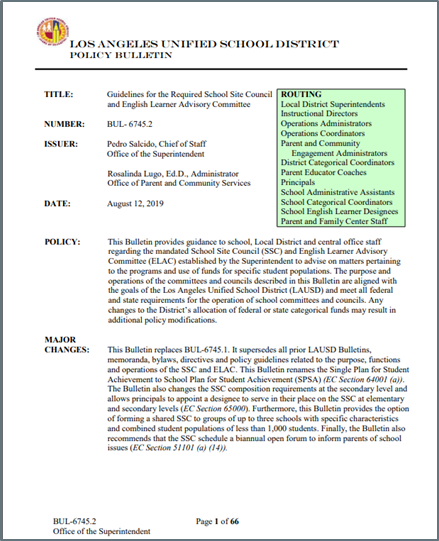 LOS ANGELES UNIFIED SCHOOL DISTRICT
POLICY BULLETIN
TITLE: Guidelines for the Required School Site Council
and English Learner Advisory Committee
NUMBER: BUL- 6745.2
ISSUER: Pedro Salcido, Chief of Staff
Office of the Superintendent
Rosalinda Lugo, Ed.D., Administrator
Office of Parent and Community Services
DATE: August 12, 2019
ROUTING
Local District Superintendents
Instructional Directors
Operations Administrators
Operations Coordinators
Parent and Community
Engagement Administrators
District Categorical Coordinators
Parent Educator Coaches
Principals
School Administrative Assistants
School Categorical Coordinators
School English Learner Designees
Parent and Family Center Staff
POLICY: This Bulletin provides guidance to school, Local District and central office staff
regarding the mandated School Site Council (SSC) and English Learner Advisory
Committee (ELAC) established by the Superintendent to advise on matters pertaining
to the programs and use of funds for specific student populations. The purpose and
operations of the committees and councils described in this Bulletin are aligned with
the goals of the Los Angeles Unified School District (LAUSD) and meet all federal
and state requirements for the operation of school committees and councils. Any
changes to the District's allocation of federal or state categorical funds may result in
additional policy modifications.
MAJOR
CHANGES: This Bulletin replaces BUL-6745.1. It supersedes all prior LAUSD Bulletins,
memoranda, bylaws, directives and policy guidelines related to the purpose, functions
and operations of the SSC and ELAC. This Bulletin renames the Single Plan for Student
Achievement to School Plan for Student Achievement (SPSA) (EC Section 64001 (a)).
The Bulletin also changes the SSC composition requirements at the secondary level and
allows principals to appoint a designee to serve in their place on the SSC at elementary
and secondary levels (EC Section 65000). Furthermore, this Bulletin provides the option
of forming a shared SSC to groups of up to three schools with specific characteristics
and combined student populations of less than 1,000 students. Finally, the Bulletin also
recommends that the SSC schedule a biannual open forum to inform parents of school
issues (EC Section 51101 (a) (14)).
BUL-6745.2 Page 1 of 66
Office of the Superintendent